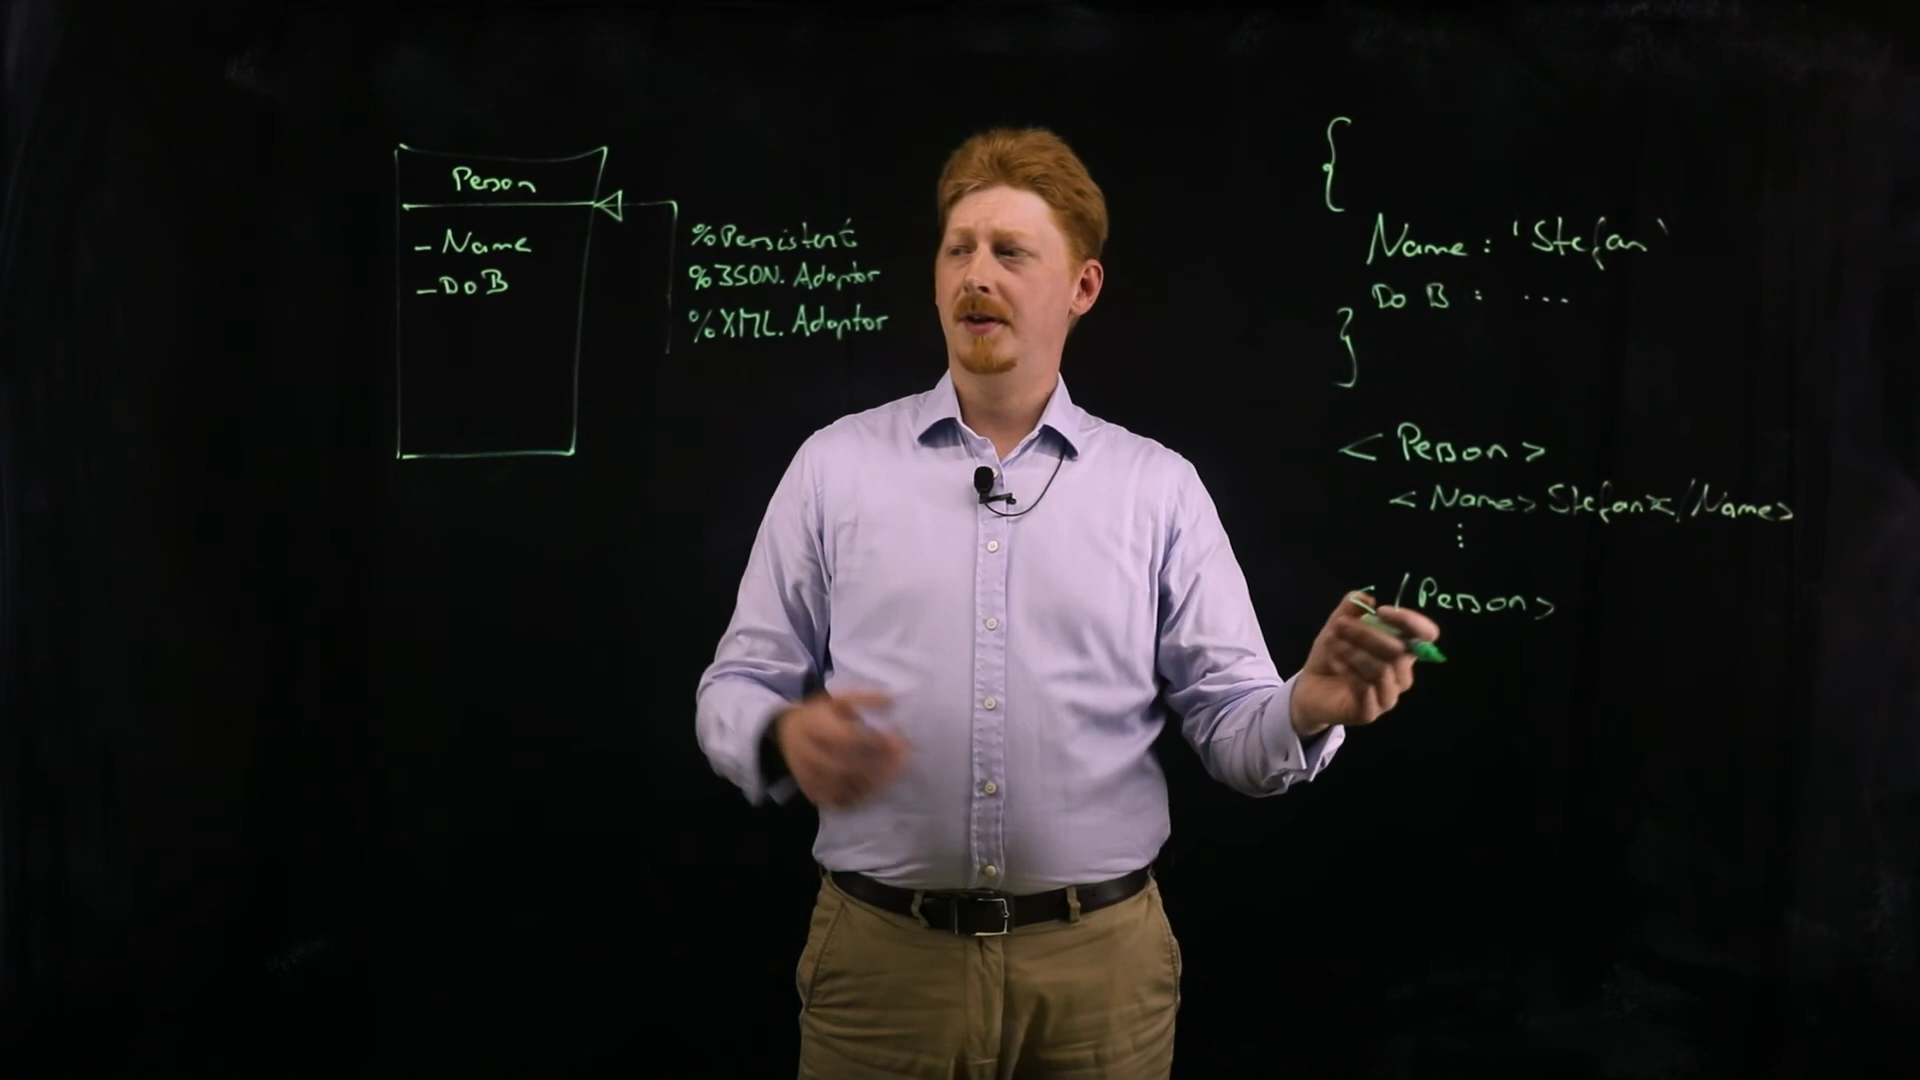 Person
- Name
- DoB
%Persistent
%JSON. Adaptor
%XML. Adaptor
{
Name : 'Stefan'
DoB : ...
}
<Person>
<Name>Stefan</Name>
⋮
</Person>